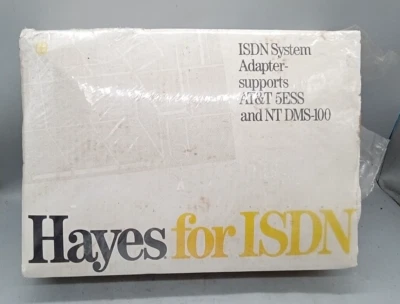 ISDN System
Adapter-
supports
AT&T 5ESS
and NT DMS-100
Hayes for ISDN